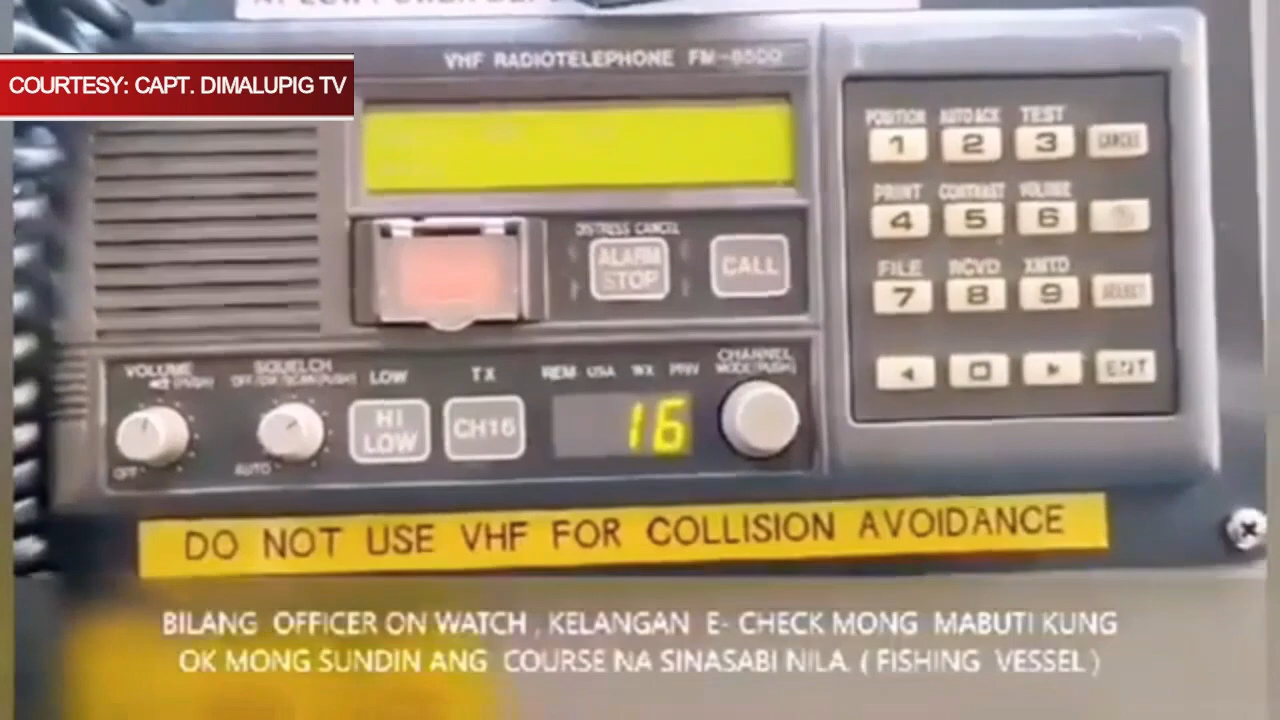 COURTESY: CAPT. DIMALUPIG TV
VHF RADIOTELEPHONE FM-8500
POSITION AUTO ACK TEST
1 2 3 CANCEL
PRINT CONTRAST VOLUME
4 5 6
FILE RCVD XMTD
7 8 9 SELECT
ENT
DISTRESS CANCEL
ALARM STOP
CALL
VOLUME
(PUSH)
OFF
SQUELCH
AUTO
LOW
HI LOW
TX
CH16
REM USA WX PRIV
16
CHANNEL
MODE(PUSH)
DO NOT USE VHF FOR COLLISION AVOIDANCE
BILANG OFFICER ON WATCH , KELANGAN E- CHECK MONG MABUTI KUNG
OK MONG SUNDIN ANG COURSE NA SINASABI NILA. ( FISHING VESSEL )